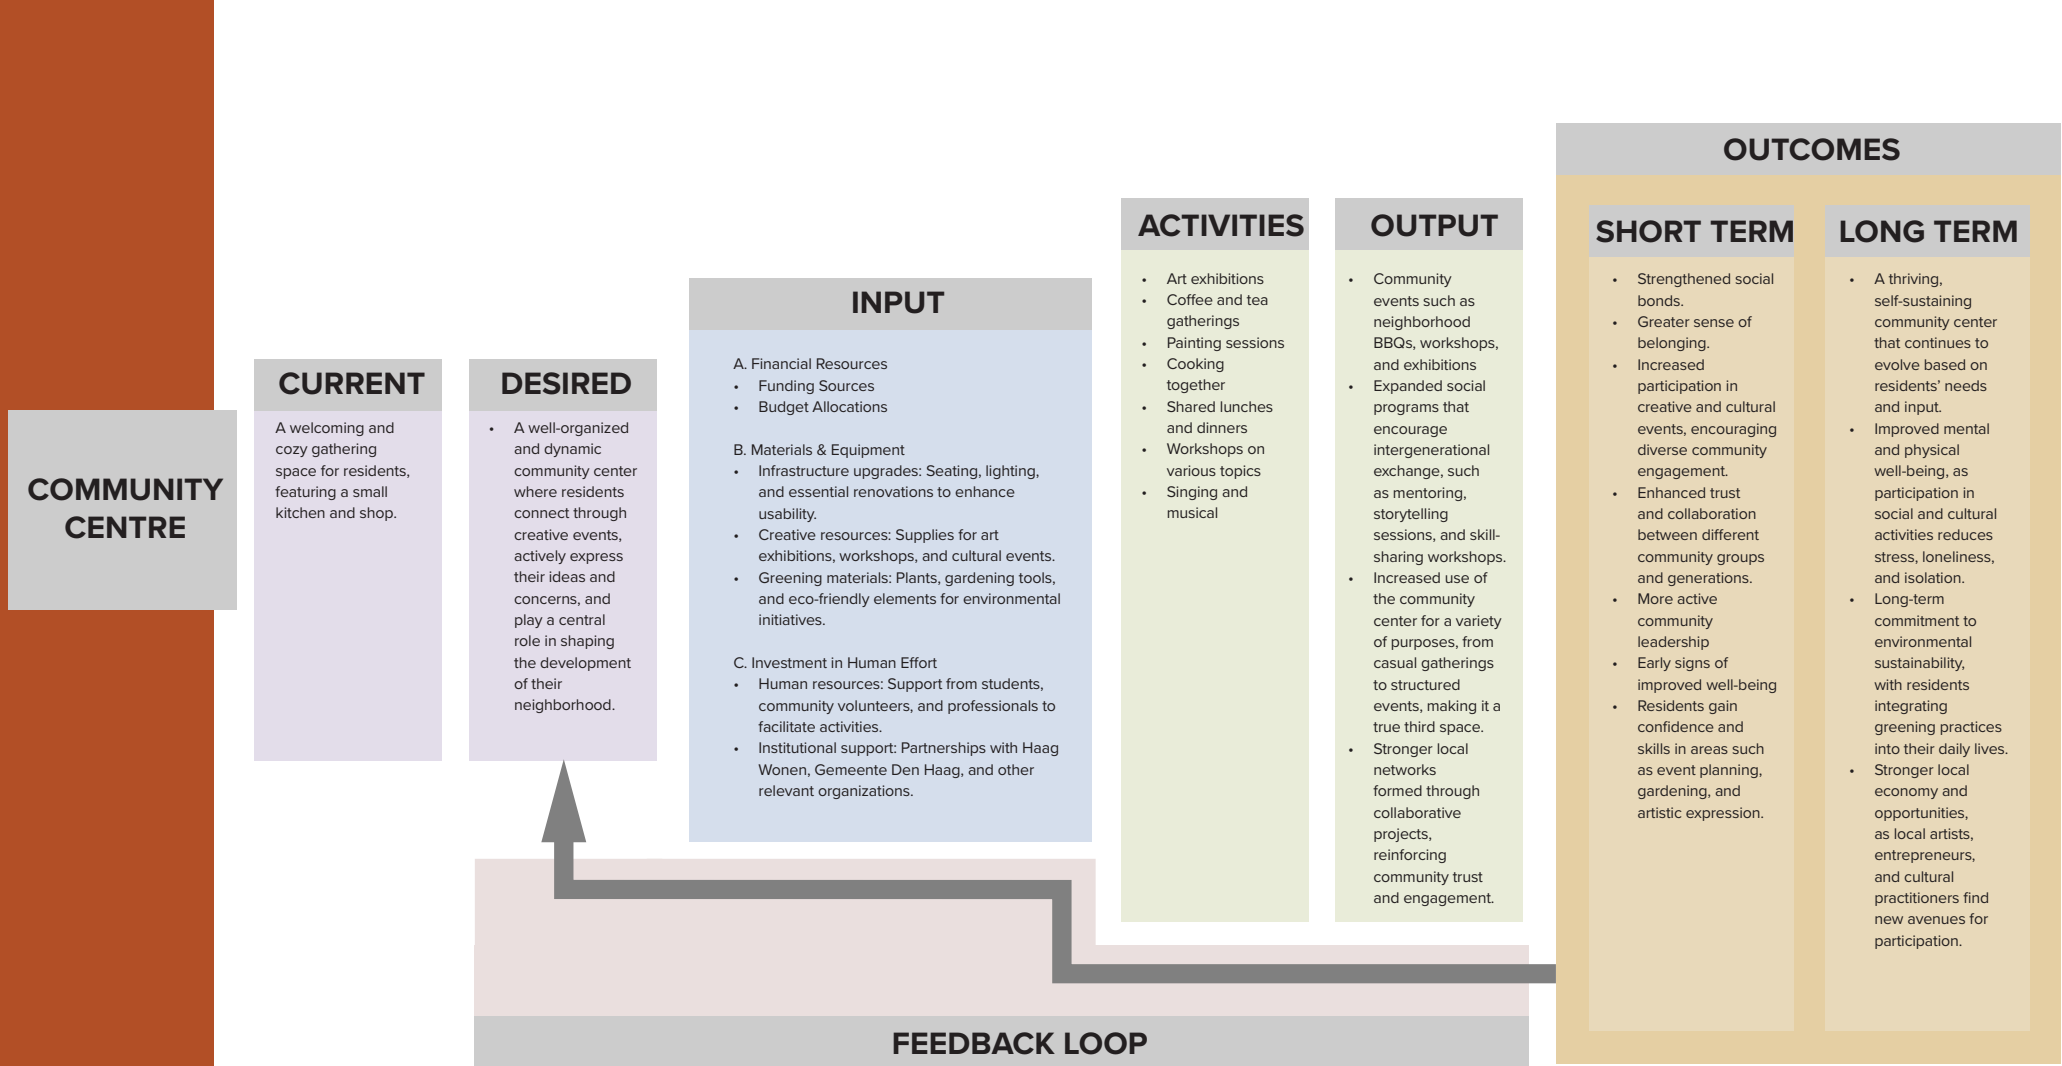 COMMUNITY
CENTRE
CURRENT
A welcoming and
cozy gathering
space for residents,
featuring a small
kitchen and shop.
DESIRED
• A well-organized
and dynamic
community center
where residents
connect through
creative events,
actively express
their ideas and
concerns, and
play a central
role in shaping
the development
of their
neighborhood.
INPUT
A. Financial Resources
• Funding Sources
• Budget Allocations
B. Materials & Equipment
• Infrastructure upgrades: Seating, lighting,
and essential renovations to enhance
usability.
• Creative resources: Supplies for art
exhibitions, workshops, and cultural events.
• Greening materials: Plants, gardening tools,
and eco-friendly elements for environmental
initiatives.
C. Investment in Human Effort
• Human resources: Support from students,
community volunteers, and professionals to
facilitate activities.
• Institutional support: Partnerships with Haag
Wonen, Gemeente Den Haag, and other
relevant organizations.
ACTIVITIES
• Art exhibitions
• Coffee and tea
gatherings
• Painting sessions
• Cooking
together
• Shared lunches
and dinners
• Workshops on
various topics
• Singing and
musical
OUTPUT
• Community
events such as
neighborhood
BBQs, workshops,
and exhibitions
• Expanded social
programs that
encourage
intergenerational
exchange, such
as mentoring,
storytelling
sessions, and skill-
sharing workshops.
• Increased use of
the community
center for a variety
of purposes, from
casual gatherings
to structured
events, making it a
true third space.
• Stronger local
networks
formed through
collaborative
projects,
reinforcing
community trust
and engagement.
OUTCOMES
SHORT TERM
• Strengthened social
bonds.
• Greater sense of
belonging.
• Increased
participation in
creative and cultural
events, encouraging
diverse community
engagement.
• Enhanced trust
and collaboration
between different
community groups
and generations.
• More active
community
leadership
• Early signs of
improved well-being
• Residents gain
confidence and
skills in areas such
as event planning,
gardening, and
artistic expression.
LONG TERM
• A thriving,
self-sustaining
community center
that continues to
evolve based on
residents’ needs
and input.
• Improved mental
and physical
well-being, as
participation in
social and cultural
activities reduces
stress, loneliness,
and isolation.
• Long-term
commitment to
environmental
sustainability,
with residents
integrating
greening practices
into their daily lives.
• Stronger local
economy and
opportunities,
as local artists,
entrepreneurs,
and cultural
practitioners find
new avenues for
participation.
FEEDBACK LOOP